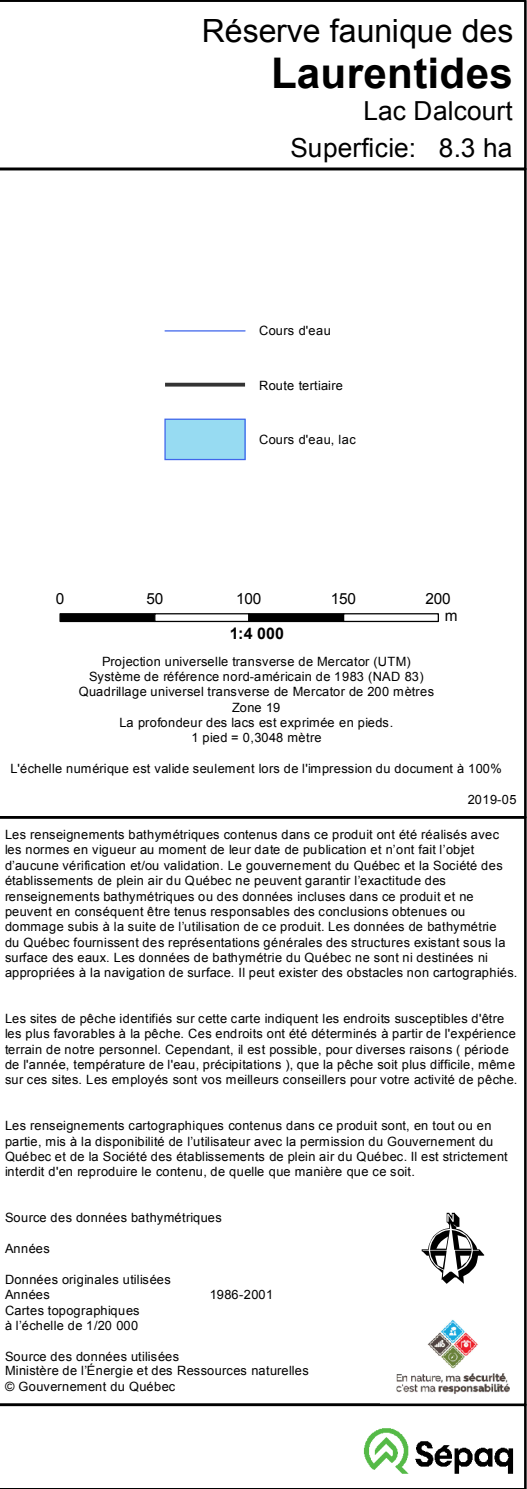 Réserve faunique des
Laurentides
Lac Dalcourt
Superficie: 8.3 ha
Cours d'eau
Route tertiaire
Cours d'eau, lac
0 50 100 150 200
m
1:4 000
Projection universelle transverse de Mercator (UTM)
Système de référence nord-américain de 1983 (NAD 83)
Quadrillage universel transverse de Mercator de 200 mètres
Zone 19
La profondeur des lacs est exprimée en pieds.
1 pied = 0,3048 mètre
L'échelle numérique est valide seulement lors de l'impression du document à 100%
2019-05
Les renseignements bathymétriques contenus dans ce produit ont été réalisés avec
les normes en vigueur au moment de leur date de publication et n'ont fait l'objet
d'aucune vérification et/ou validation. Le gouvernement du Québec et la Société des
établissements de plein air du Québec ne peuvent garantir l'exactitude des
renseignements bathymétriques ou des données incluses dans ce produit et ne
peuvent en conséquent être tenus responsables des conclusions obtenues ou
dommage subis à la suite de l'utilisation de ce produit. Les données de bathymétrie
du Québec fournissent des représentations générales des structures existant sous la
surface des eaux. Les données de bathymétrie du Québec ne sont ni destinées ni
appropriées à la navigation de surface. Il peut exister des obstacles non cartographiés.
Les sites de pêche identifiés sur cette carte indiquent les endroits susceptibles d'être
les plus favorables à la pêche. Ces endroits ont été déterminés à partir de l'expérience
terrain de notre personnel. Cependant, il est possible, pour diverses raisons ( période
de l'année, température de l'eau, précipitations ), que la pêche soit plus difficile, même
sur ces sites. Les employés sont vos meilleurs conseillers pour votre activité de pêche.
Les renseignements cartographiques contenus dans ce produit sont, en tout ou en
partie, mis à la disponibilité de l'utilisateur avec la permission du Gouvernement du
Québec et de la Société des établissements de plein air du Québec. Il est strictement
interdit d'en reproduire le contenu, de quelle que manière que ce soit.
Source des données bathymétriques
Années
Données originales utilisées
Années 1986-2001
Cartes topographiques
à l'échelle de 1/20 000
Source des données utilisées
Ministère de l'Énergie et des Ressources naturelles
© Gouvernement du Québec
N
En nature, ma sécurité,
c'est ma responsabilité
Sépaq